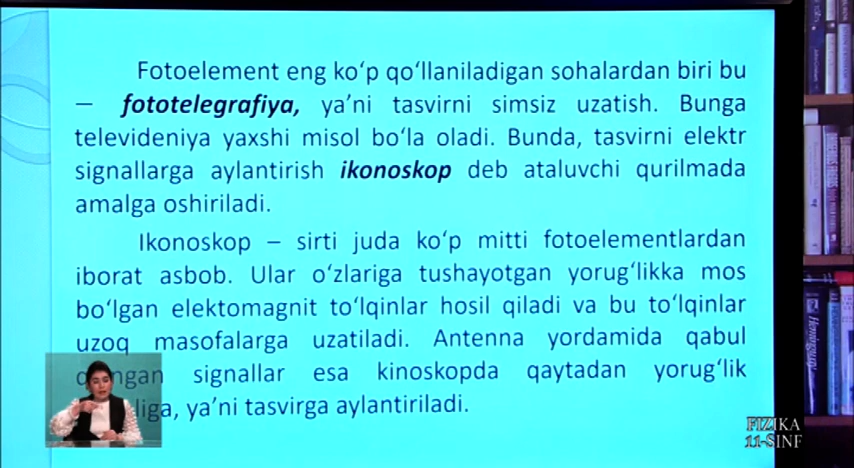 Fotoelement eng ko‘p qo‘llaniladigan sohalardan biri bu
– fototelegrafiya, ya’ni tasvirni simsiz uzatish. Bunga
televideniya yaxshi misol bo‘la oladi. Bunda, tasvirni elektr
signallarga aylantirish ikonoskop deb ataluvchi qurilmada
amalga oshiriladi.
Ikonoskop – sirti juda ko‘p mitti fotoelementlardan
iborat asbob. Ular o‘zlariga tushayotgan yorug‘likka mos
bo‘lgan elektomagnit to‘lqinlar hosil qiladi va bu to‘lqinlar
uzoq masofalarga uzatiladi. Antenna yordamida qabul
signallar esa kinoskopda qaytadan yorug‘lik
ya’ni tasvirga aylantiriladi.
Hemingway
FIZIKA
11-SINF